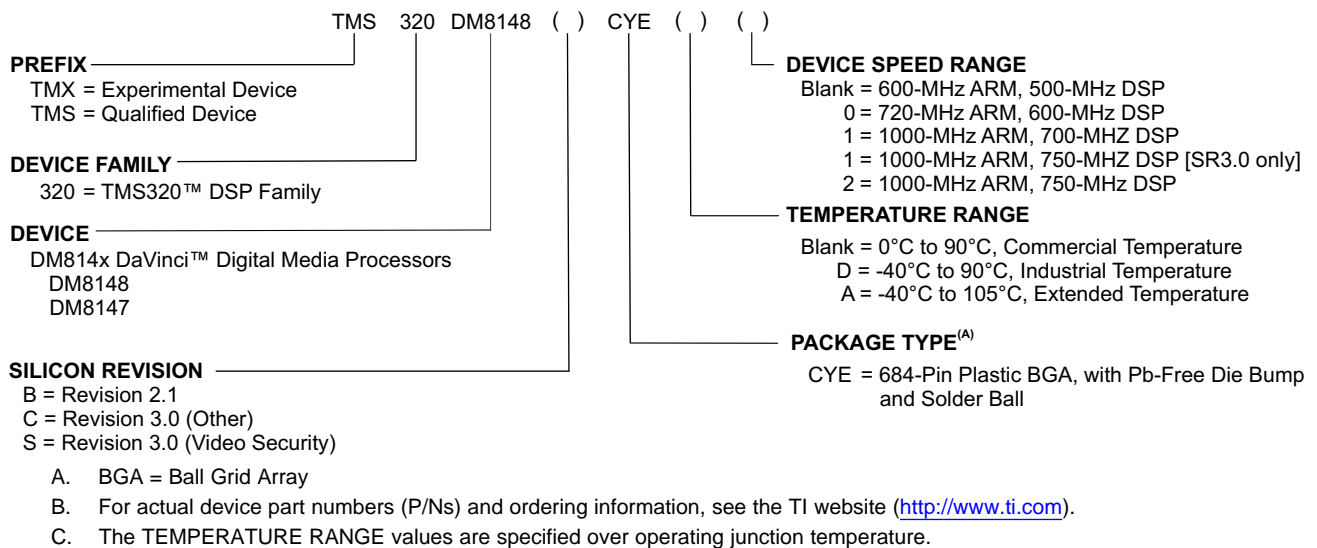 TMS 320 DM8148 ( ) CYE ( ) ( )
PREFIX
TMX = Experimental Device
TMS = Qualified Device
DEVICE FAMILY
320 = TMS320™ DSP Family
DEVICE
DM814x DaVinci™ Digital Media Processors
DM8148
DM8147
SILICON REVISION
B = Revision 2.1
C = Revision 3.0 (Other)
S = Revision 3.0 (Video Security)
DEVICE SPEED RANGE
Blank = 600-MHz ARM, 500-MHz DSP
0 = 720-MHz ARM, 600-MHz DSP
1 = 1000-MHz ARM, 700-MHZ DSP
1 = 1000-MHz ARM, 750-MHZ DSP [SR3.0 only]
2 = 1000-MHz ARM, 750-MHz DSP
TEMPERATURE RANGE
Blank = 0°C to 90°C, Commercial Temperature
D = -40°C to 90°C, Industrial Temperature
A = -40°C to 105°C, Extended Temperature
PACKAGE TYPE(A)
CYE = 684-Pin Plastic BGA, with Pb-Free Die Bump
and Solder Ball
A. BGA = Ball Grid Array
B. For actual device part numbers (P/Ns) and ordering information, see the TI website (http://www.ti.com).
C. The TEMPERATURE RANGE values are specified over operating junction temperature.